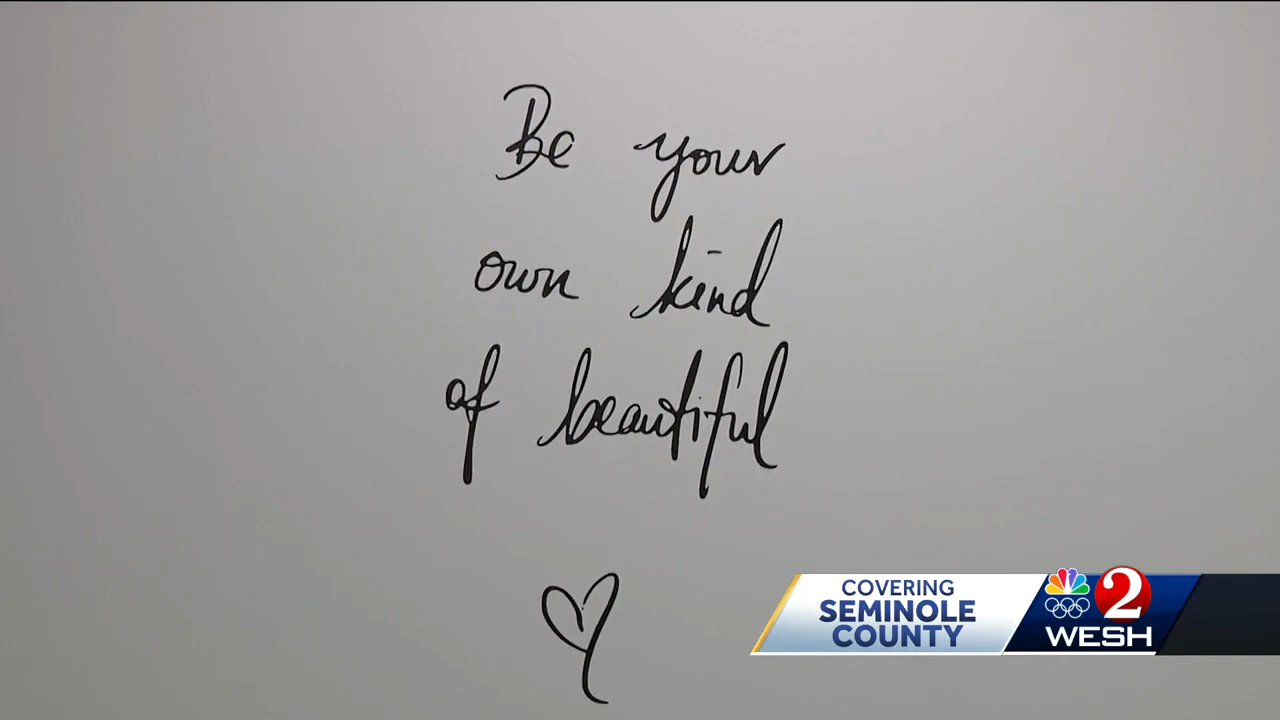 Be your
own kind
of beautiful
COVERING
SEMINOLE
COUNTY
2
WESH